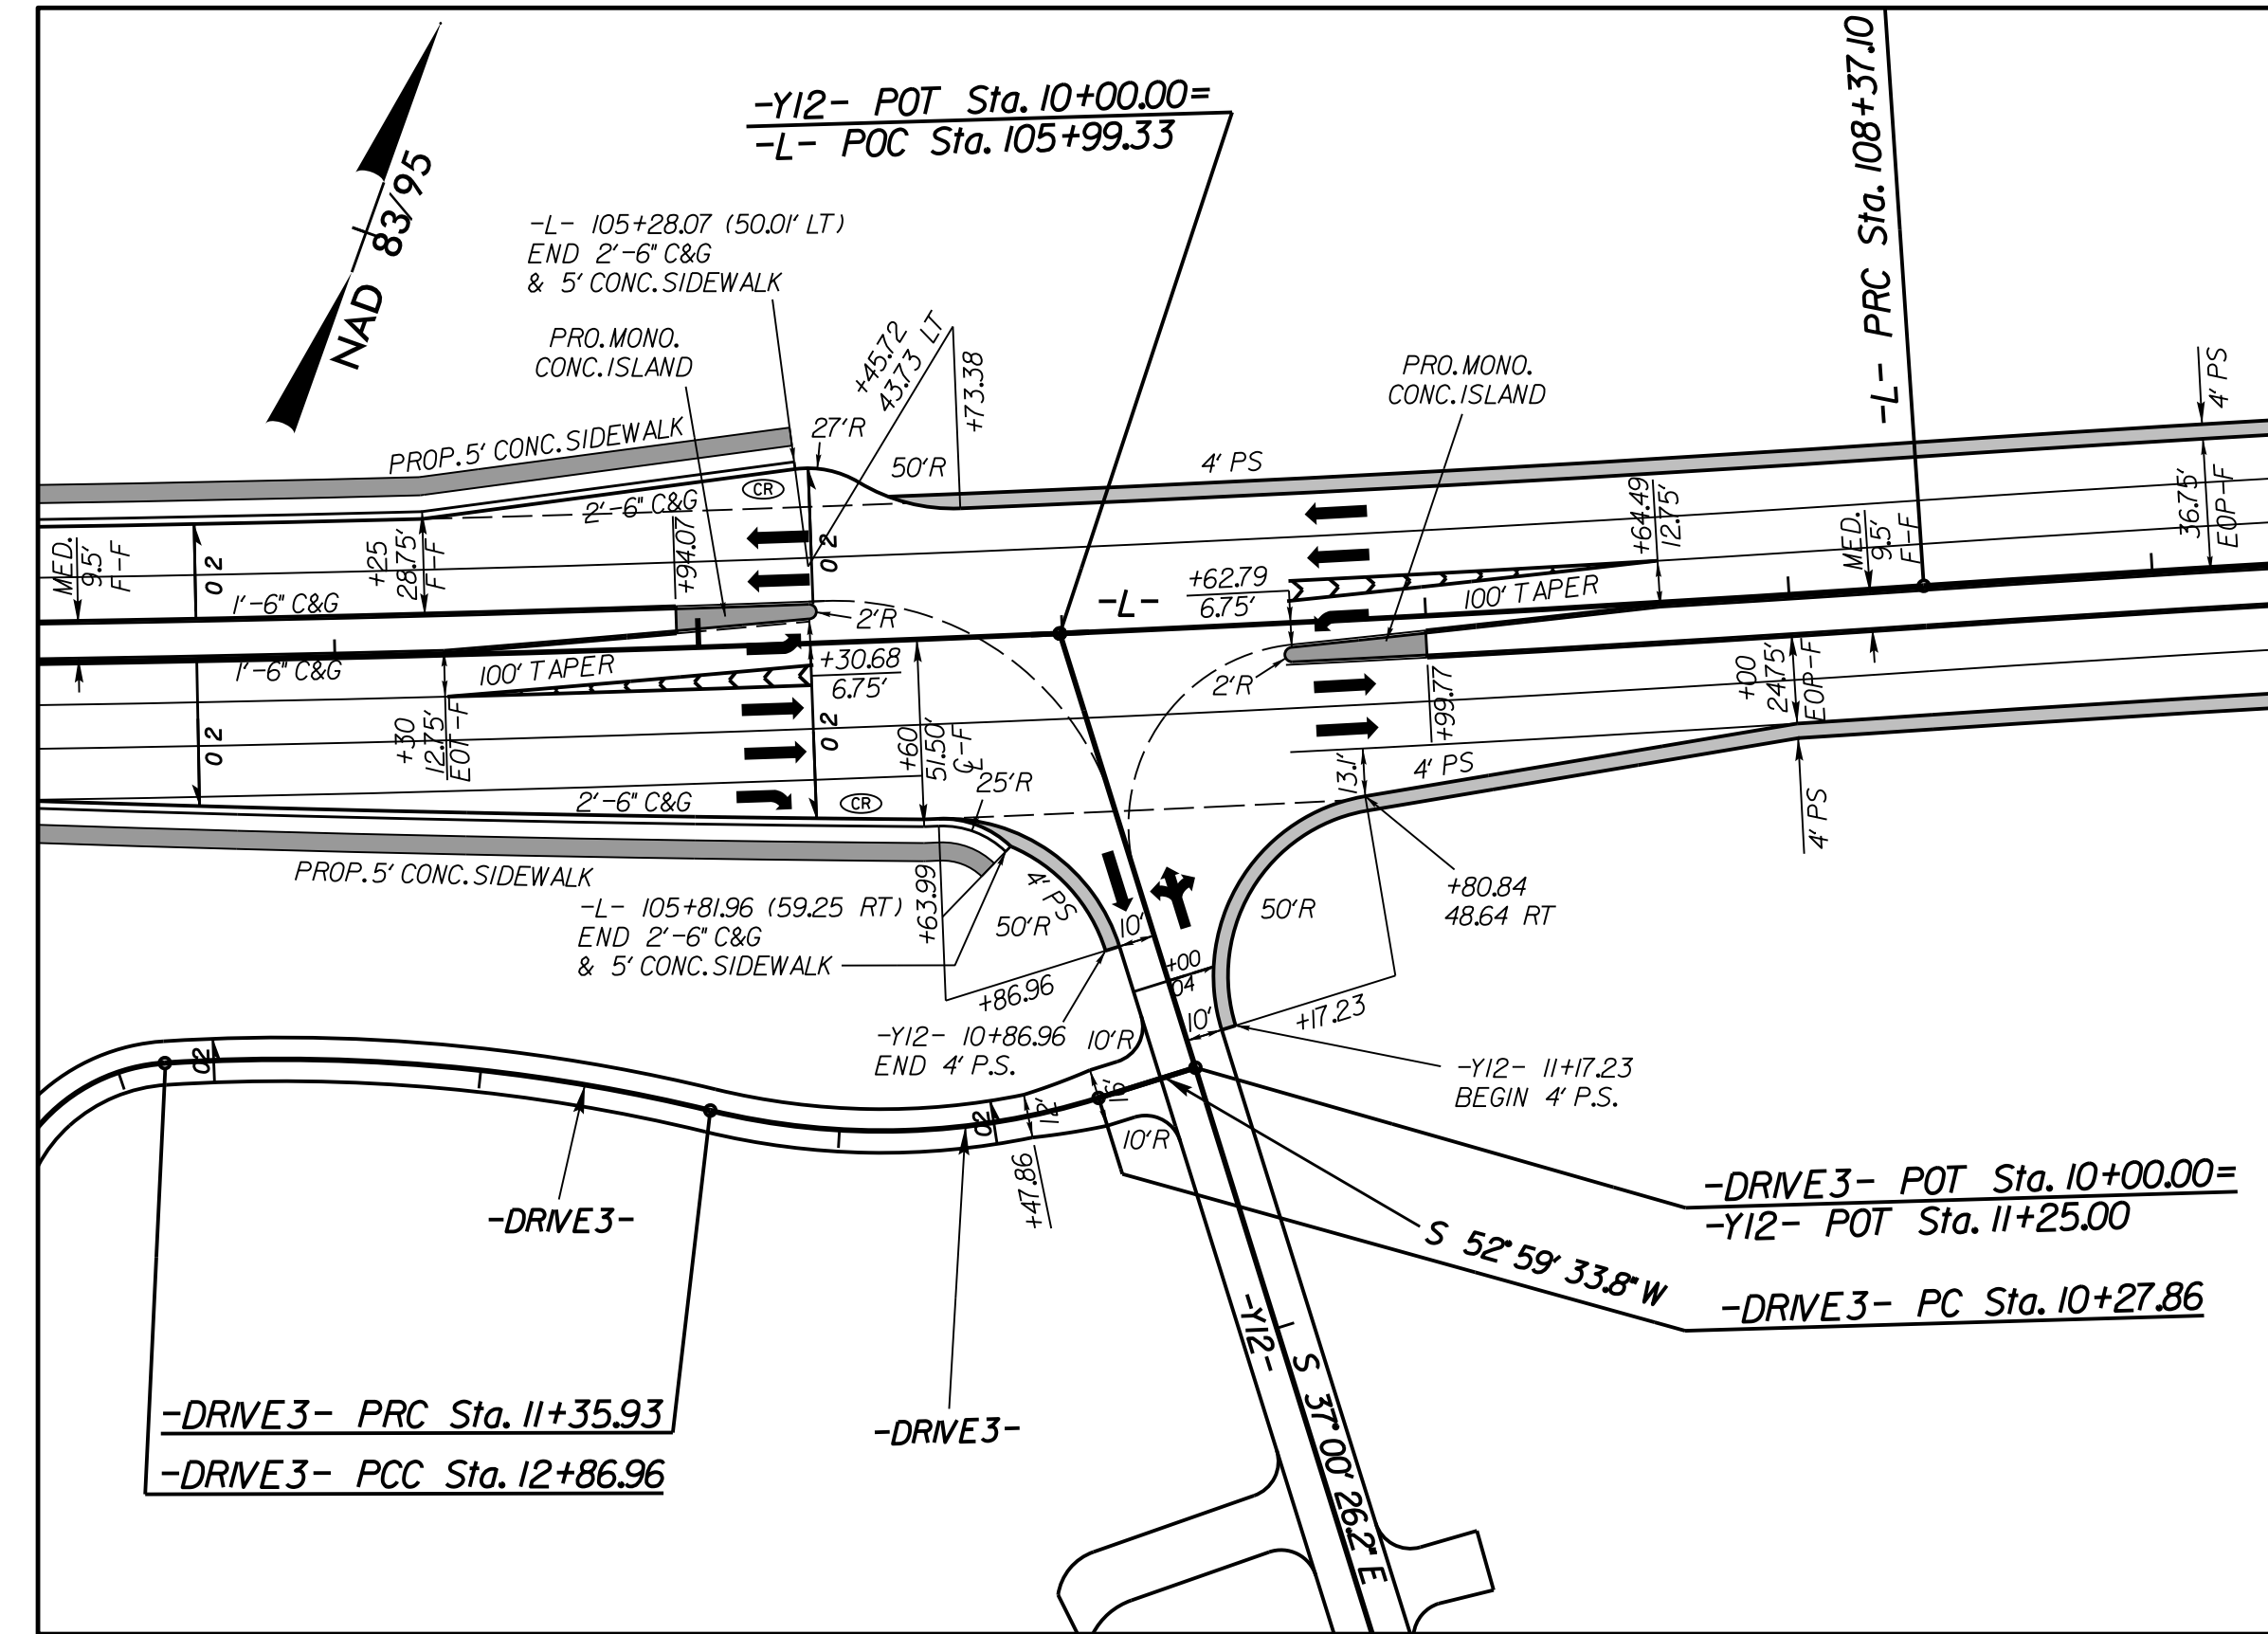 -Y12- POT Sta. 10+00.00=
-L- POC Sta. 105+99.33
-L- PRC Sta. 108+37.10
NAD 83/95
-L- 105+28.07 (50.01' LT)
END 2'-6" C&G
& 5' CONC. SIDEWALK
PRO. MONO.
CONC. ISLAND
+45.72
43.73 LT
+73.38
27'R
50'R
PROP. 5' CONC. SIDEWALK
CR
2'-6" C&G
4' PS
PRO. MONO.
CONC. ISLAND
4' PS
36.75'
EOP-F
MED.
9.5'
F-F
02
+25
28.75'
F-F
1'-6" C&G
+94.07
02
2'R
-L-
+62.79
6.75'
100' TAPER
+64.49
12.75'
MED.
9.5'
F-F
1'-6" C&G
100' TAPER
+30.68
6.75'
02
02
+30
12.75'
EOT-F
+60
51.50'
CL-F
25'R
2'R
+99.77
+00
24.75'
EOP-F
13.1'
4' PS
4' PS
2'-6" C&G
CR
PROP. 5' CONC. SIDEWALK
-L- 105+81.96 (59.25 RT)
END 2'-6" C&G
& 5' CONC. SIDEWALK
+63.99
4' PS
50'R
10'
50'R
+80.84
48.64 RT
+86.96
+00
04
10'
+17.23
-Y12- 10+86.96
END 4' P.S.
10'R
-Y12- 11+17.23
BEGIN 4' P.S.
02
02
12'
16'
10'R
+47.86
-DRIVE3-
-DRIVE3- POT Sta. 10+00.00=
-Y12- POT Sta. 11+25.00
S 52°59'33.8" W
-DRIVE3- PC Sta. 10+27.86
-Y12-
S 37°00'26.2" E
-DRIVE3- PRC Sta. 11+35.93
-DRIVE3-
-DRIVE3- PCC Sta. 12+86.96